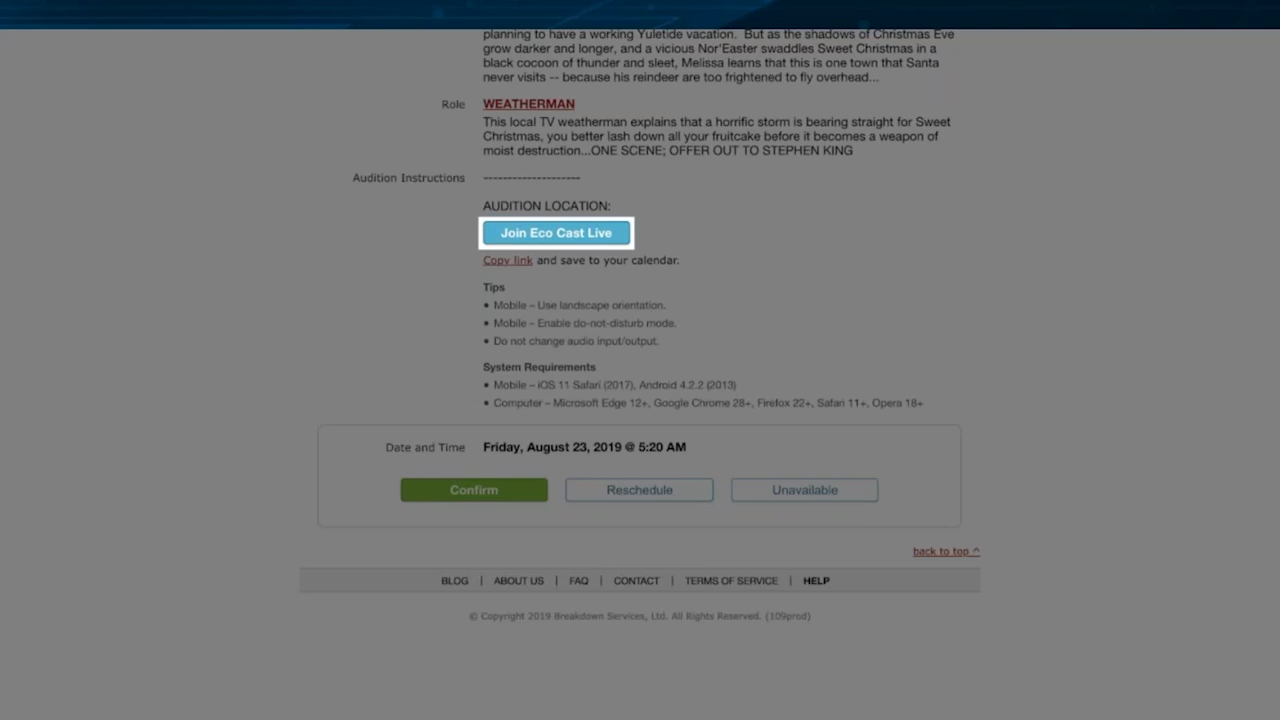 planning to have a working Yuletide vacation.  But as the shadows of Christmas Eve
grow darker and longer, and a vicious Nor'Easter swaddles Sweet Christmas in a
black cocoon of thunder and sleet, Melissa learns that this is one town that Santa
never visits -- because his reindeer are too frightened to fly overhead...
Role WEATHERMAN
This local TV weatherman explains that a horrific storm is bearing straight for Sweet
Christmas, you better lash down all your fruitcake before it becomes a weapon of
moist destruction...ONE SCENE; OFFER OUT TO STEPHEN KING
Audition Instructions --------------------
AUDITION LOCATION:
Join Eco Cast Live
Copy link and save to your calendar.
Tips
• Mobile – Use landscape orientation.
• Mobile – Enable do-not-disturb mode.
• Do not change audio input/output.
System Requirements
• Mobile – iOS 11 Safari (2017), Android 4.2.2 (2013)
• Computer – Microsoft Edge 12+, Google Chrome 28+, Firefox 22+, Safari 11+, Opera 18+
Date and Time Friday, August 23, 2019 @ 5:20 AM
Confirm Reschedule Unavailable
back to top ^
BLOG | ABOUT US | FAQ | CONTACT | TERMS OF SERVICE | HELP
© Copyright 2019 Breakdown Services, Ltd. All Rights Reserved. (109prod)